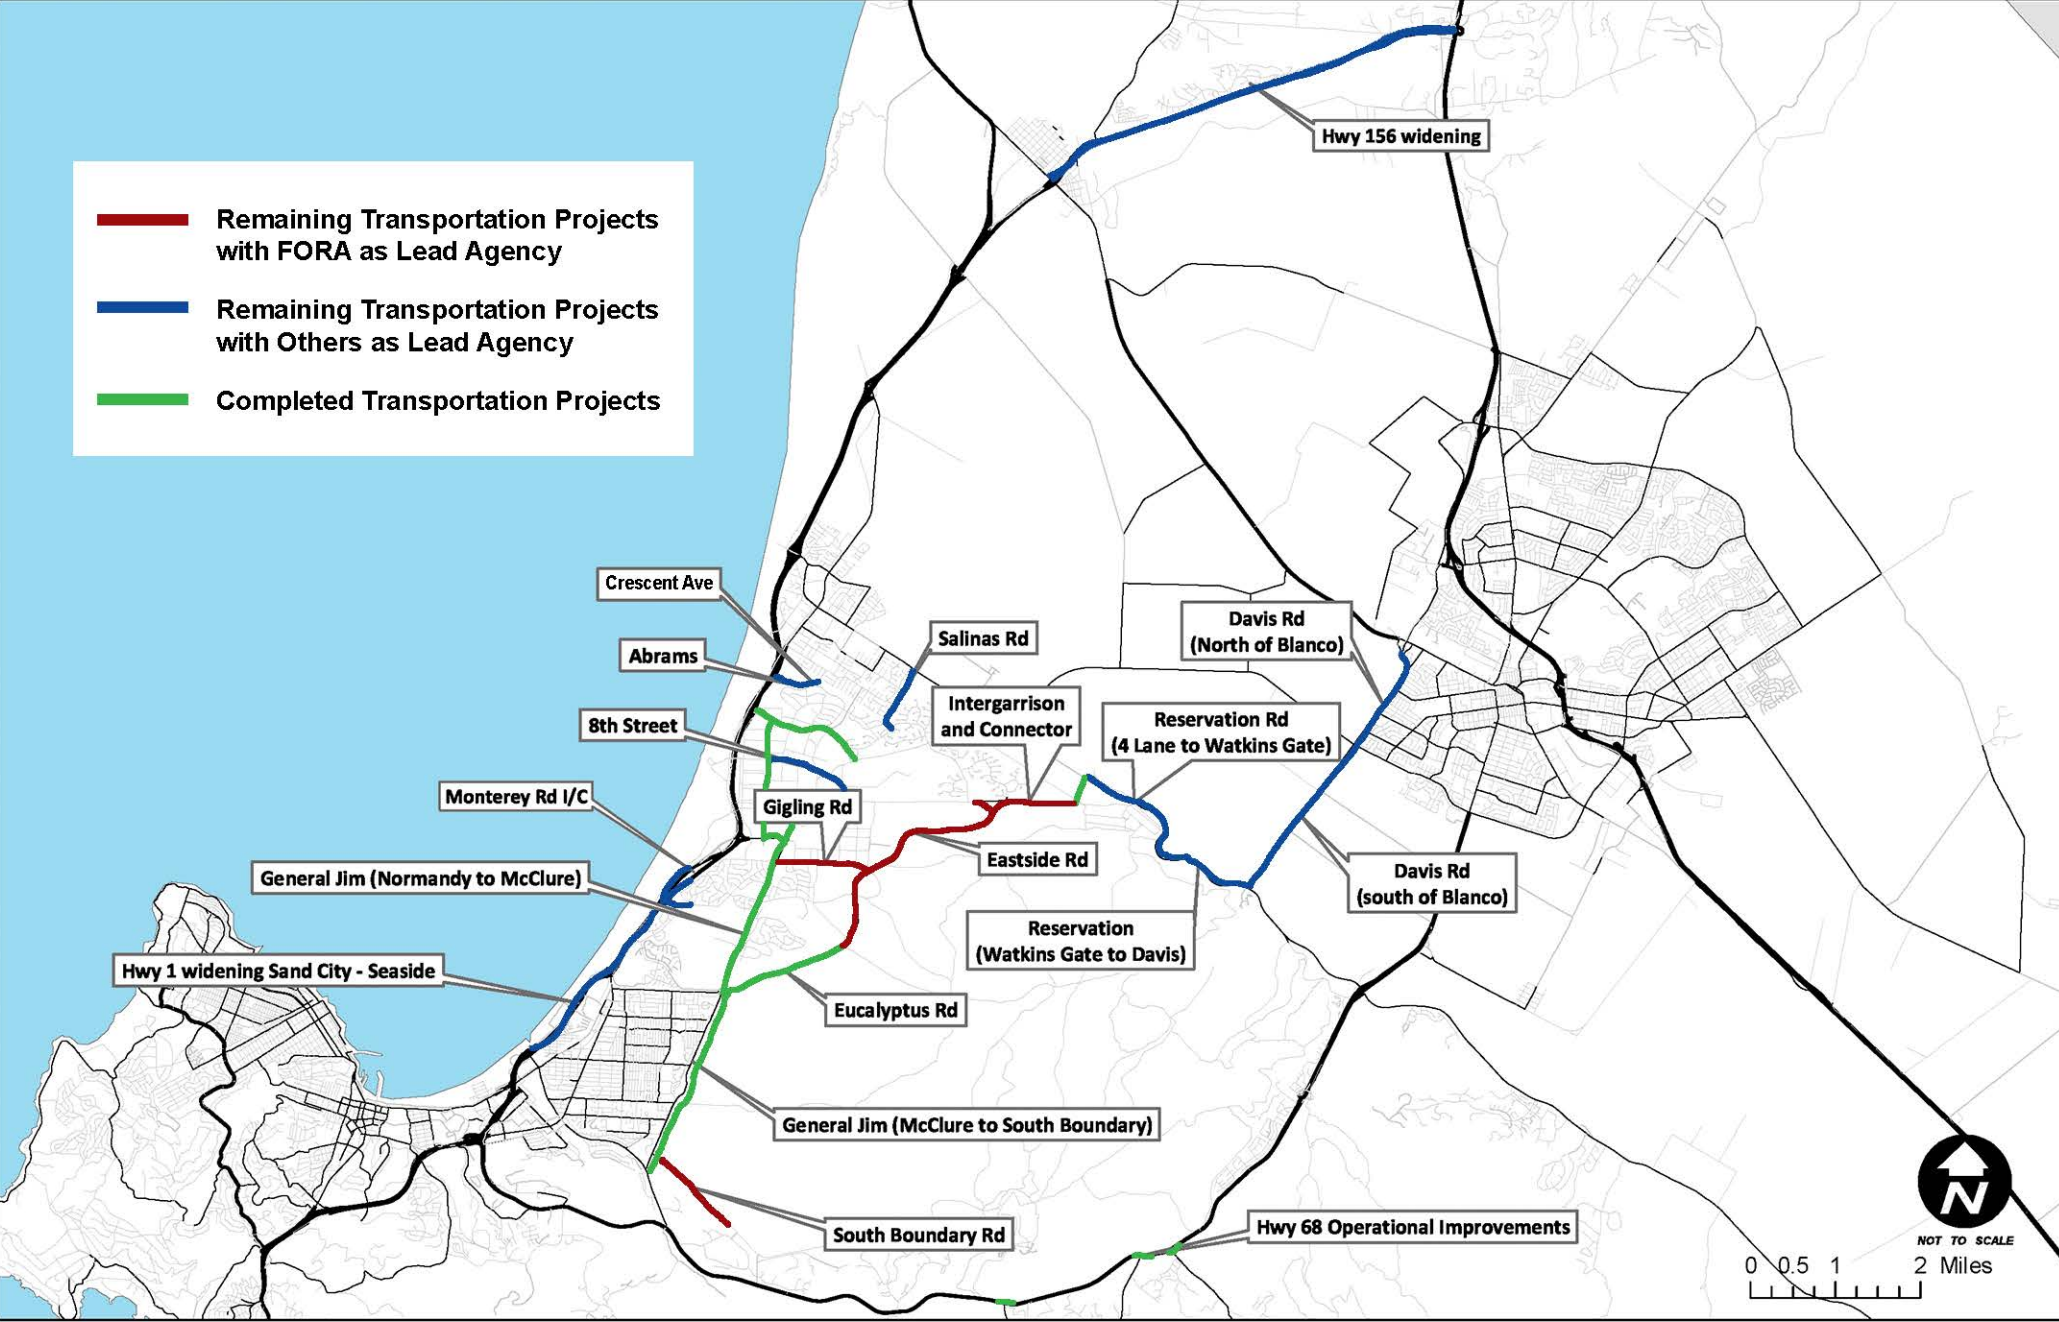 Hwy 156 widening
Remaining Transportation Projects
with FORA as Lead Agency
Remaining Transportation Projects
with Others as Lead Agency
Completed Transportation Projects
Crescent Ave
Abrams
8th Street
Monterey Rd I/C
General Jim (Normandy to McClure)
Hwy 1 widening Sand City - Seaside
Salinas Rd
Davis Rd
(North of Blanco)
Intergarrison
and Connector
Reservation Rd
(4 Lane to Watkins Gate)
Gigling Rd
Eastside Rd
Davis Rd
(south of Blanco)
Reservation
(Watkins Gate to Davis)
Eucalyptus Rd
General Jim (McClure to South Boundary)
South Boundary Rd
Hwy 68 Operational Improvements
N
NOT TO SCALE
0 0.5 1 2 Miles